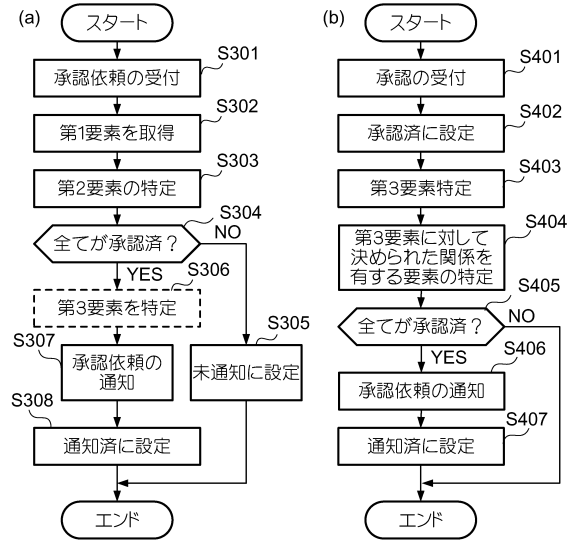 (a)
スタート
S301
承認依頼の受付
S302
第1要素を取得
S303
第2要素の特定
S304
全てが承認済？
NO
YES
S306
第3要素を特定
S307
承認依頼の
通知
S305
未通知に設定
S308
通知済に設定
エンド
(b)
スタート
S401
承認の受付
S402
承認済に設定
S403
第3要素特定
S404
第3要素に対して
決められた関係を
有する要素の特定
S405
全てが承認済？
NO
YES
S406
承認依頼の通知
S407
通知済に設定
エンド